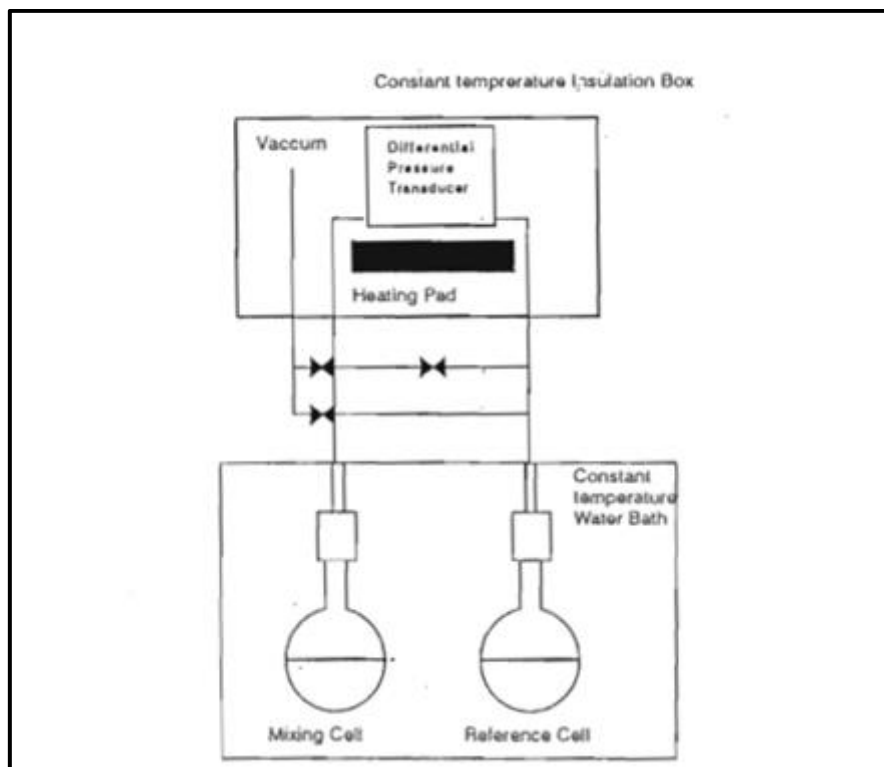 Constant temprerature Insulation Box
Vaccum
Differential
Pressure
Transducer
Heating Pad
Constant
temperature
Water Bath
Mixing Cell
Reference Cell